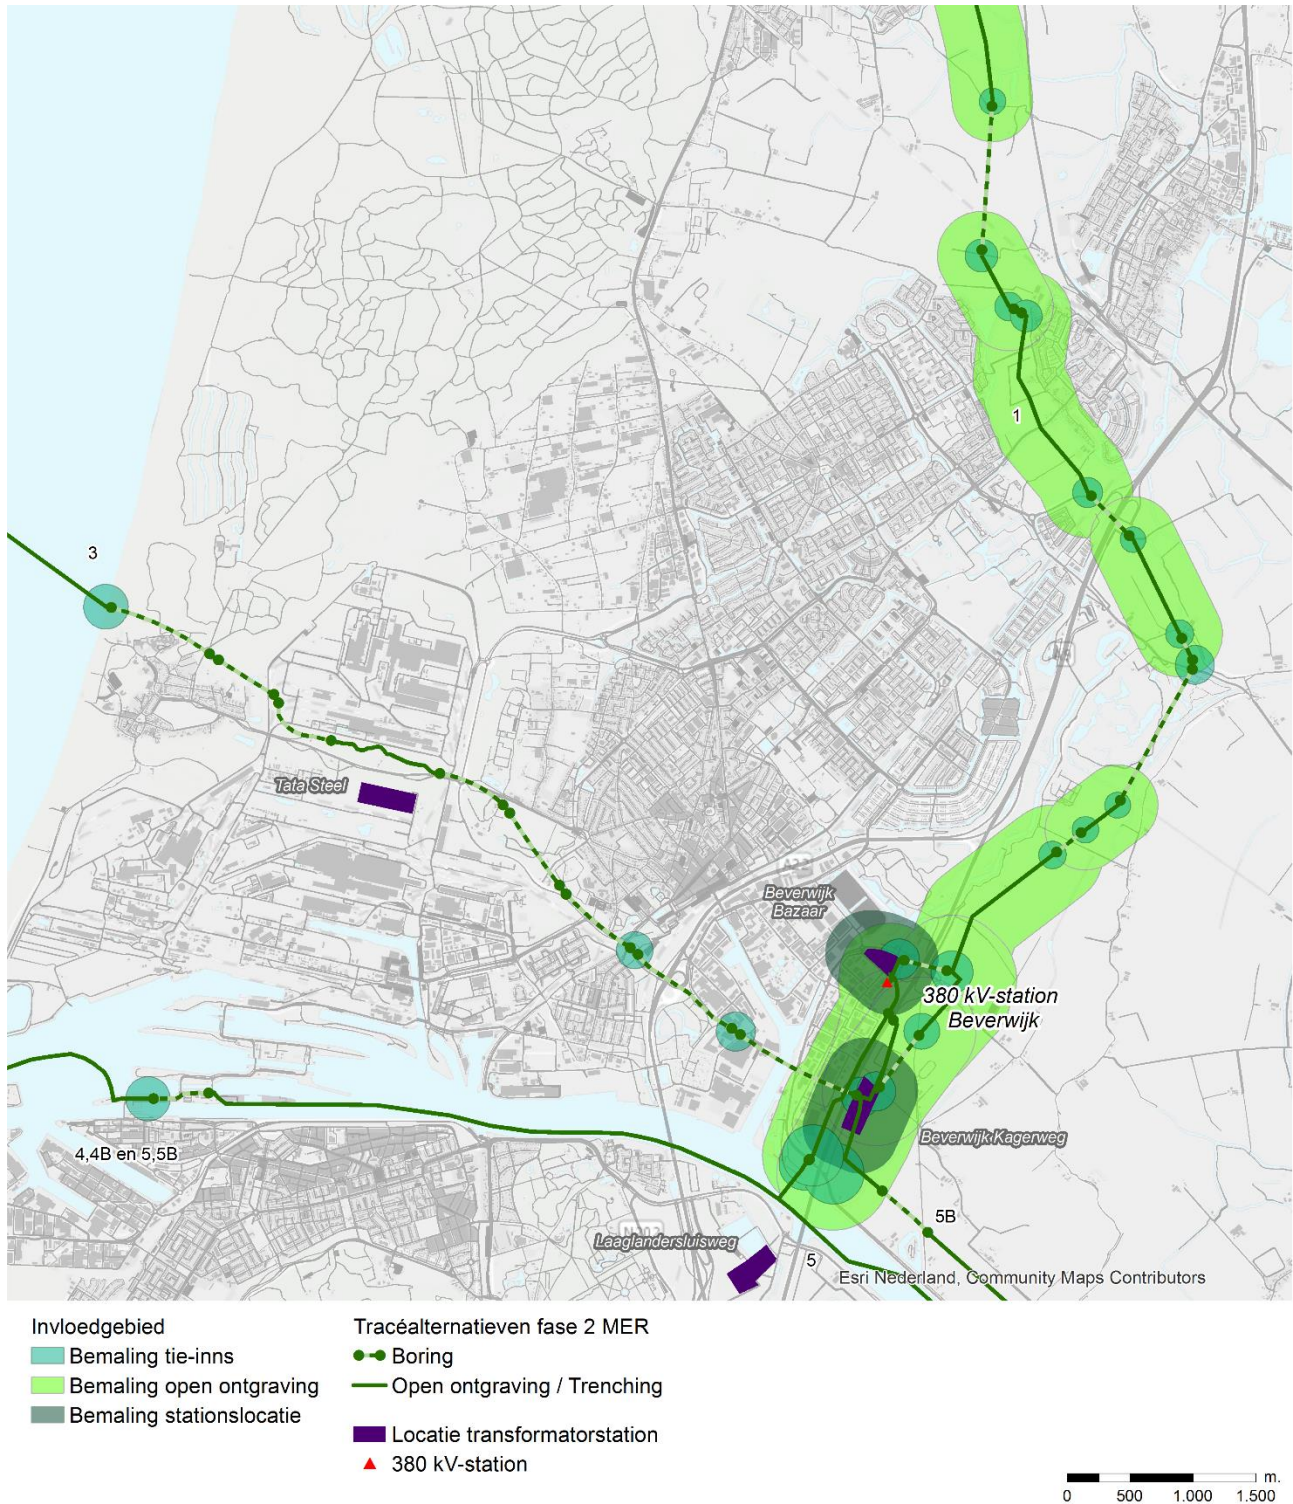 1
3
Tata Steel
A22
Beverwijk
Bazaar
380 kV-station
Beverwijk
4,4B en 5,5B
Beverwijk Kagerweg
5B
N202
Laaglandersluisweg
5
Esri Nederland, Community Maps Contributors
Invloedgebied
Bemaling tie-inns
Bemaling open ontgraving
Bemaling stationslocatie
Tracéalternatieven fase 2 MER
Boring
Open ontgraving / Trenching
Locatie transformatorstation
380 kV-station
m.
0 500 1.000 1.500